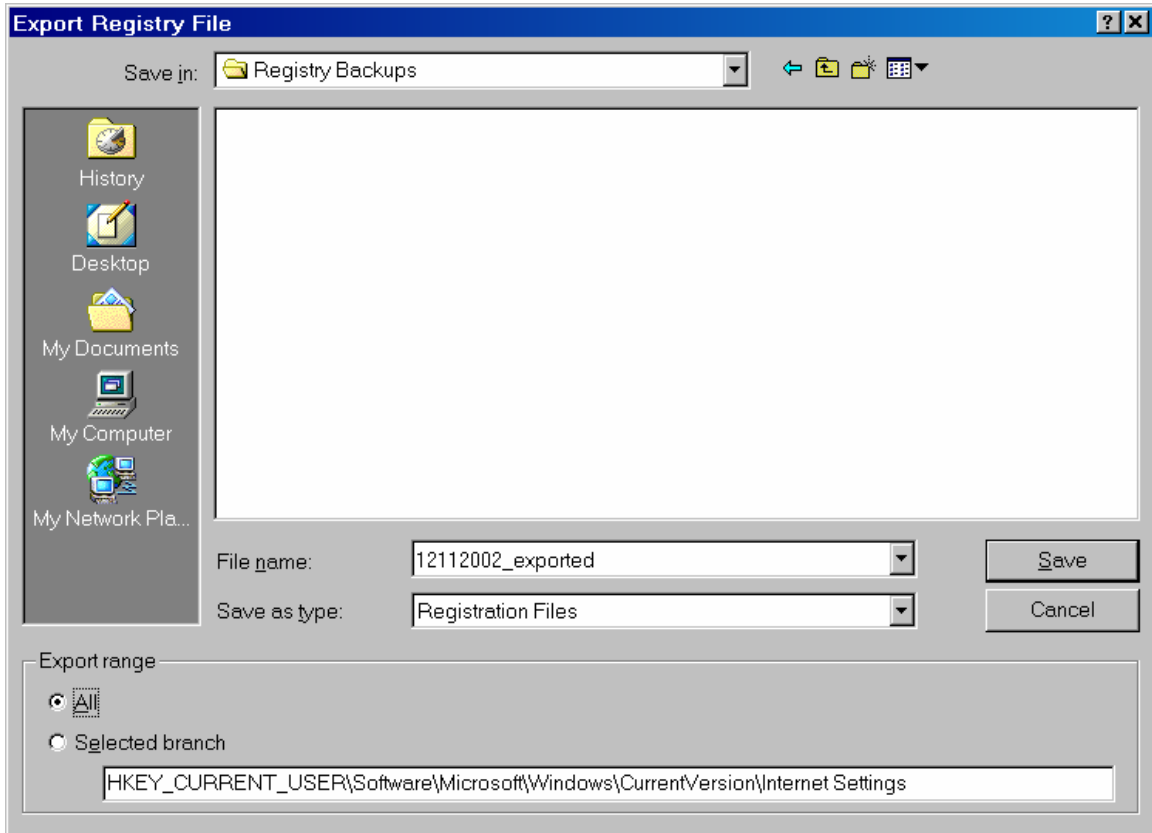 Export Registry File
Save in:
Registry Backups
History
Desktop
My Documents
My Computer
My Network Pla...
File name:
12112002_exported
Save
Save as type:
Registration Files
Cancel
Export range
All
Selected branch
HKEY_CURRENT_USER\Software\Microsoft\Windows\CurrentVersion\Internet Settings